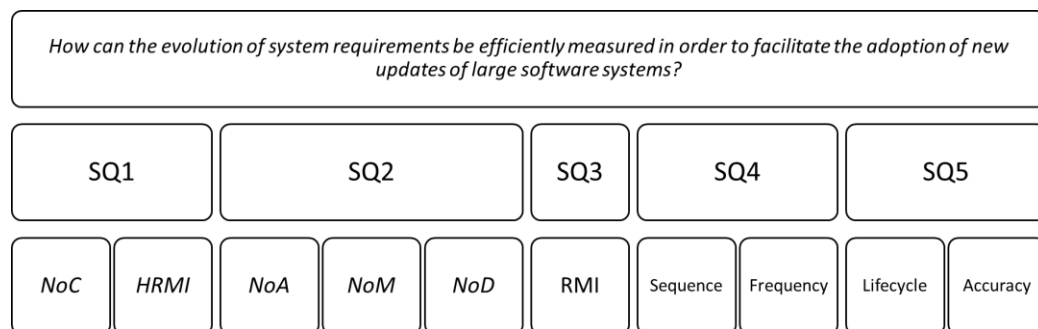 How can the evolution of system requirements be efficiently measured in order to facilitate the adoption of new
updates of large software systems?
SQ1 SQ2 SQ3 SQ4 SQ5
NoC HRMI NoA NoM NoD RMI Sequence Frequency Lifecycle Accuracy